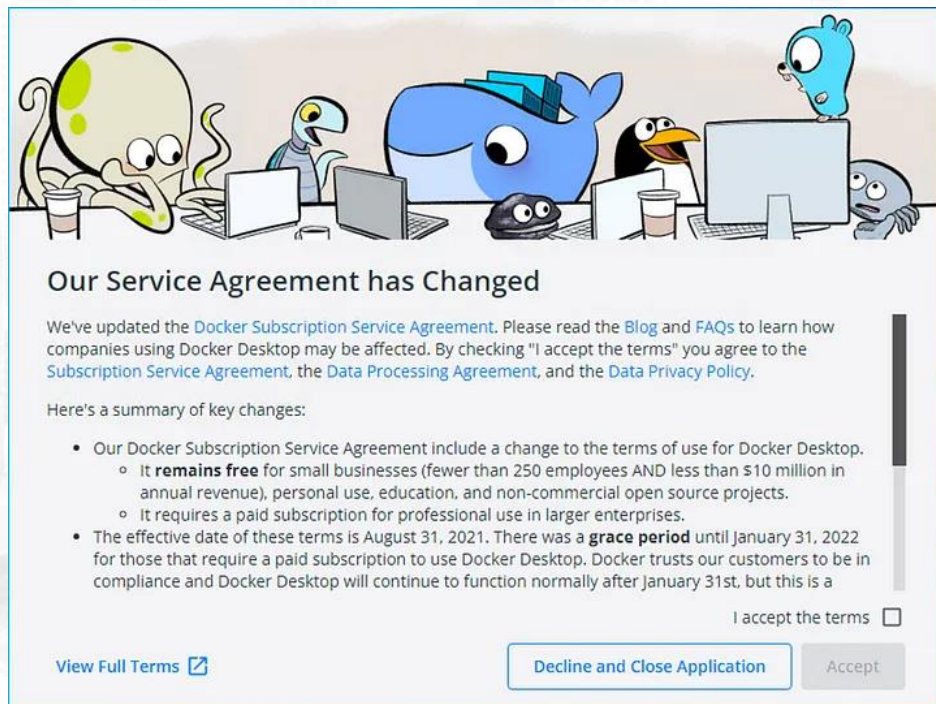 Our Service Agreement has Changed
We've updated the Docker Subscription Service Agreement. Please read the Blog and FAQs to learn how
companies using Docker Desktop may be affected. By checking "I accept the terms" you agree to the
Subscription Service Agreement, the Data Processing Agreement, and the Data Privacy Policy.
Here's a summary of key changes:
• Our Docker Subscription Service Agreement include a change to the terms of use for Docker Desktop.
◦ It remains free for small businesses (fewer than 250 employees AND less than $10 million in
annual revenue), personal use, education, and non-commercial open source projects.
◦ It requires a paid subscription for professional use in larger enterprises.
• The effective date of these terms is August 31, 2021. There was a grace period until January 31, 2022
for those that require a paid subscription to use Docker Desktop. Docker trusts our customers to be in
compliance and Docker Desktop will continue to function normally after January 31st, but this is a
I accept the terms
View Full Terms
Decline and Close Application
Accept